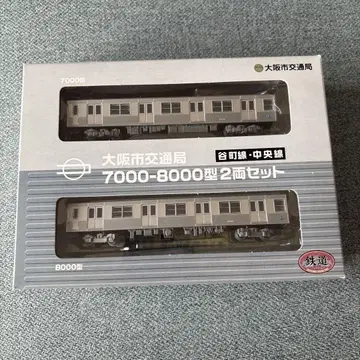 7000型
大阪市交通局
大阪市交通局
谷町線・中央線
7000-8000型2両セット
8000型
鉄道